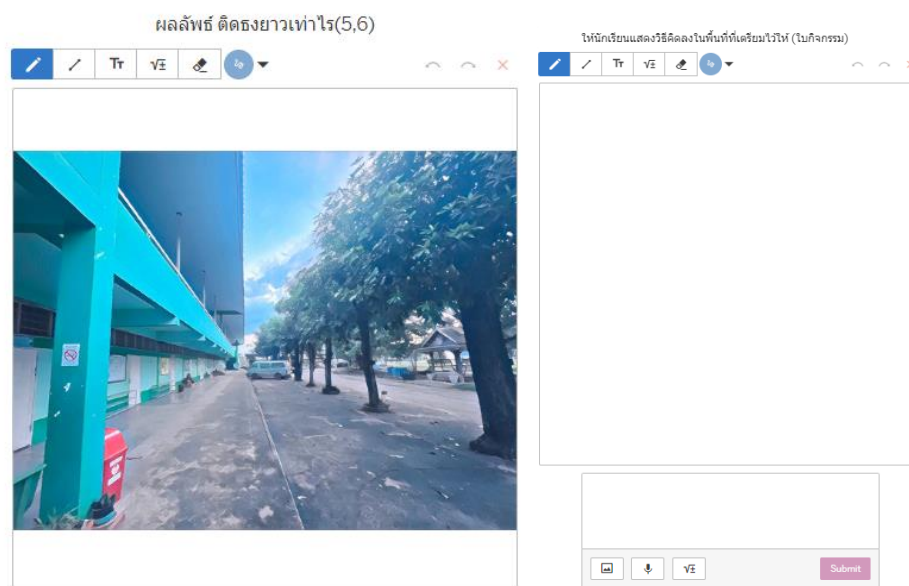 ผลลัพธ์ ติดธงยาวเท่าไร(5,6)
Tт
√±
ให้นักเรียนแสดงวิธีคิดลงในพื้นที่ที่เตรียมไว้ให้ (ใบกิจกรรม)
Tт
√±
√±
Submit